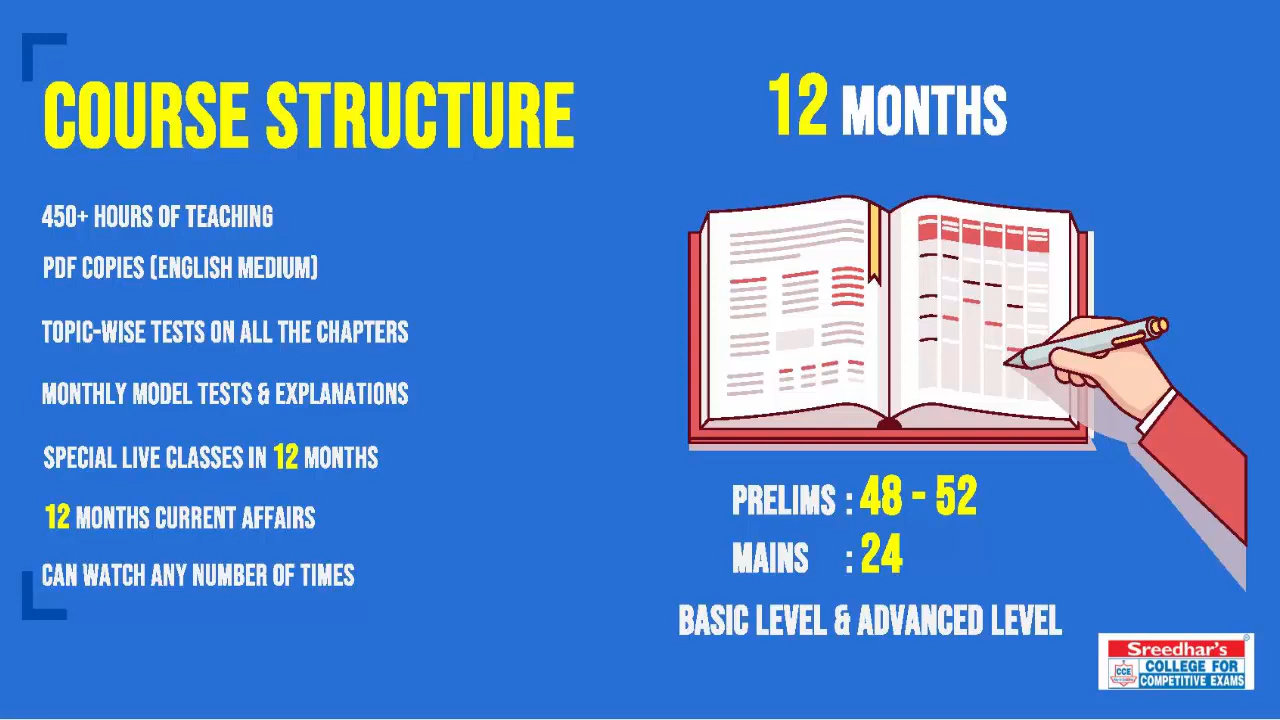 COURSE STRUCTURE
450+ HOURS OF TEACHING
PDF COPIES (ENGLISH MEDIUM)
TOPIC-WISE TESTS ON ALL THE CHAPTERS
MONTHLY MODEL TESTS & EXPLANATIONS
SPECIAL LIVE CLASSES IN 12 MONTHS
12 MONTHS CURRENT AFFAIRS
CAN WATCH ANY NUMBER OF TIMES
12 MONTHS
PRELIMS : 48 - 52
MAINS : 24
BASIC LEVEL & ADVANCED LEVEL
Sreedhar's
CCE
COLLEGE FOR
COMPETITIVE EXAMS